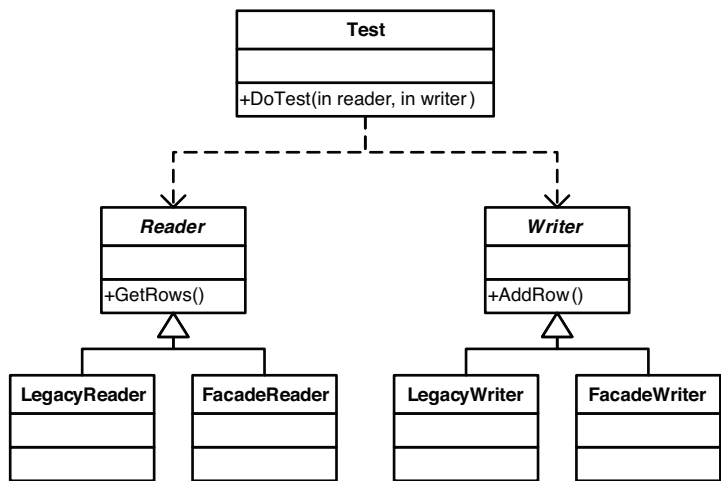 Test
+DoTest(in reader, in writer)
Reader
Writer
+GetRows()
+AddRow()
LegacyReader
FacadeReader
LegacyWriter
FacadeWriter